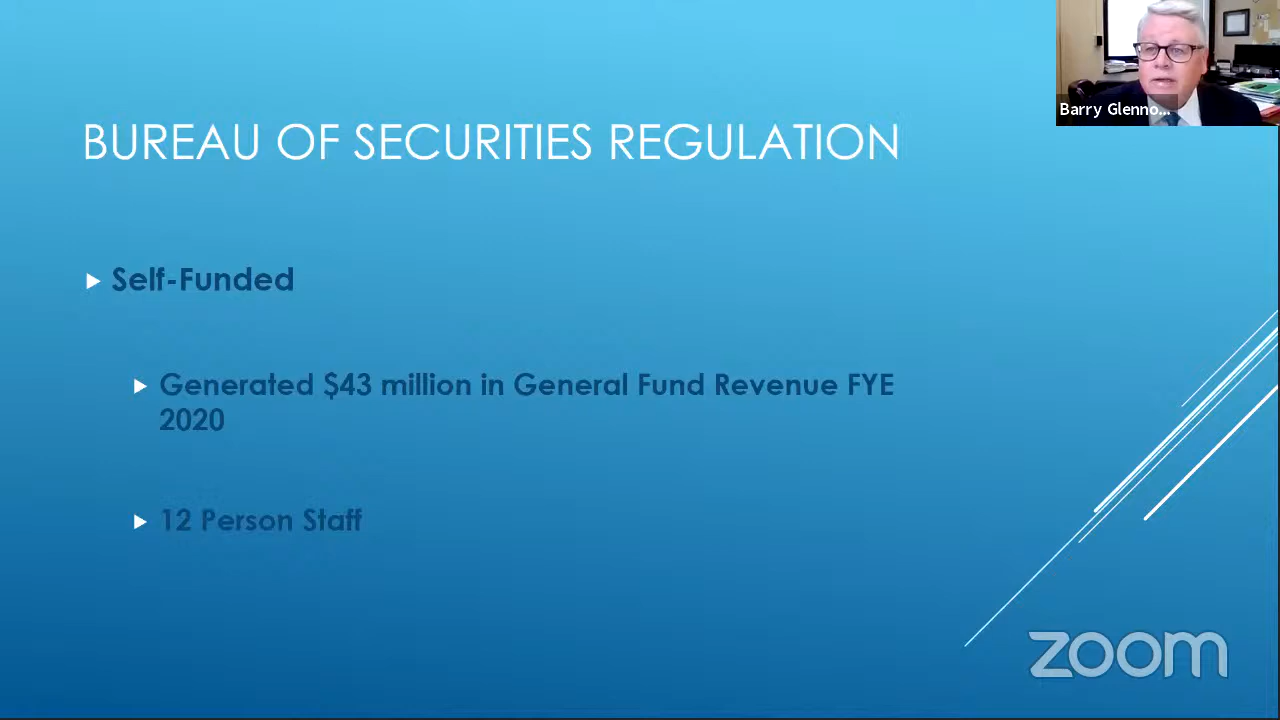 Barry Glenno...
BUREAU OF SECURITIES REGULATION
Self-Funded
Generated $43 million in General Fund Revenue FYE
2020
12 Person Staff
zoom